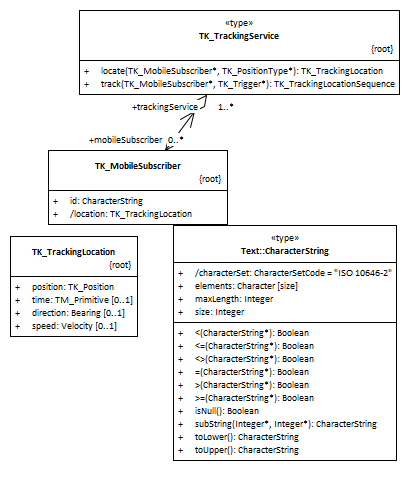 «type»
TK_TrackingService
{root}
+ locate(TK_MobileSubscriber*, TK_PositionType*): TK_TrackingLocation
+ track(TK_MobileSubscriber*, TK_Trigger*): TK_TrackingLocationSequence
+trackingService 1..*
+mobileSubscriber 0..*
TK_MobileSubscriber
{root}
+ id: CharacterString
+ /location: TK_TrackingLocation
TK_TrackingLocation
{root}
+ position: TK_Position
+ time: TM_Primitive [0..1]
+ direction: Bearing [0..1]
+ speed: Velocity [0..1]
«type»
Text::CharacterString
+ /characterSet: CharacterSetCode = "ISO 10646-2"
+ elements: Character [size]
+ maxLength: Integer
+ size: Integer
+ <(CharacterString*): Boolean
+ <=(CharacterString*): Boolean
+ <>(CharacterString*): Boolean
+ =(CharacterString*): Boolean
+ >(CharacterString*): Boolean
+ >=(CharacterString*): Boolean
+ isNull(): Boolean
+ subString(Integer*, Integer*): CharacterString
+ toLower(): CharacterString
+ toUpper(): CharacterString